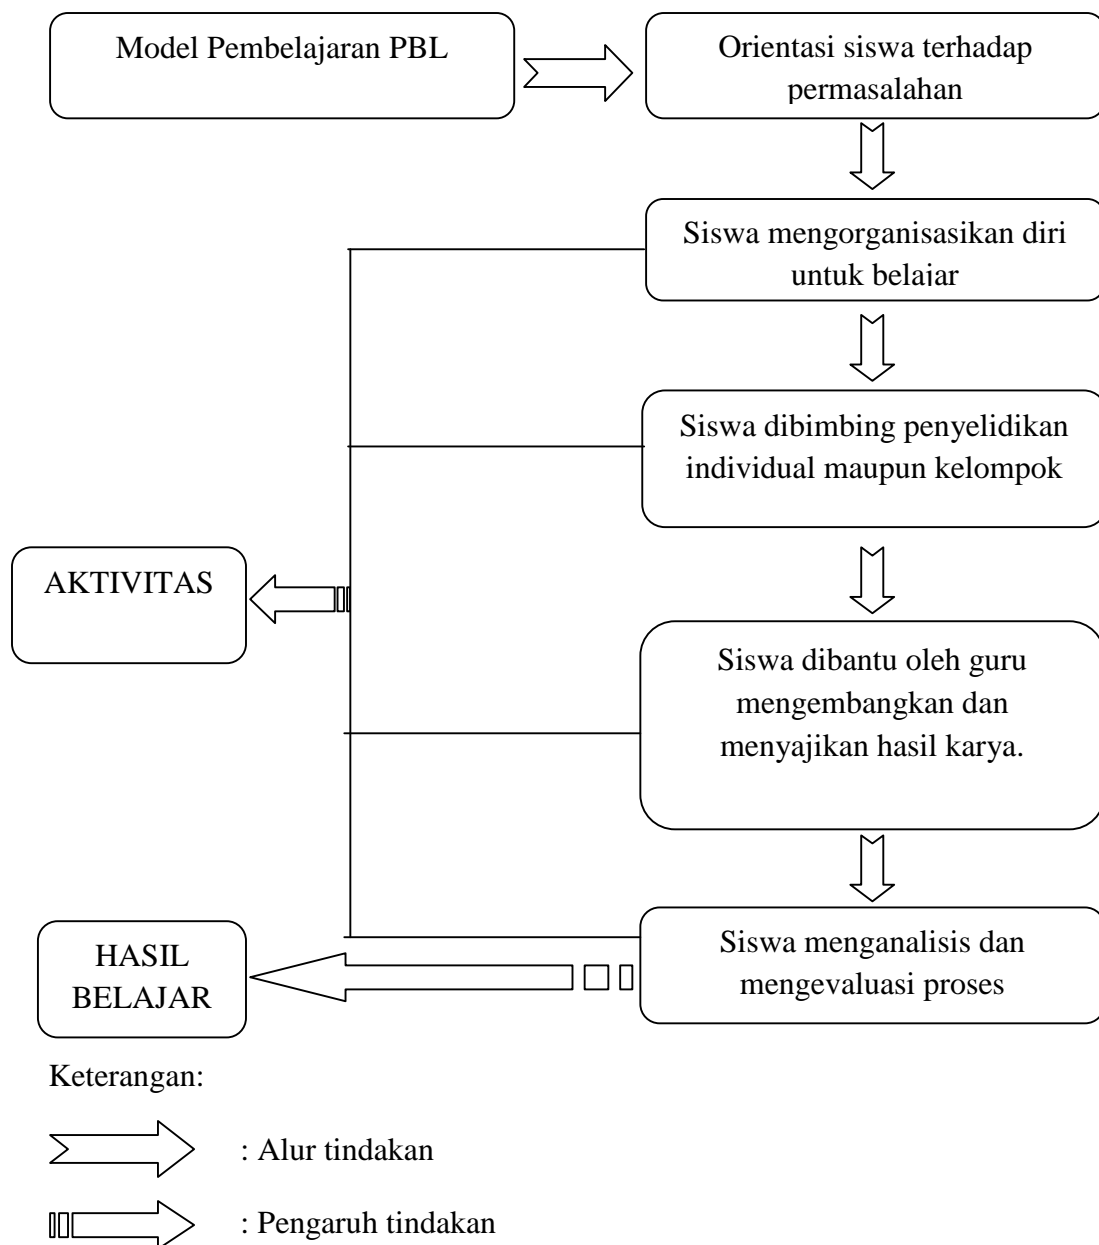 Model Pembelajaran PBL
Orientasi siswa terhadap
permasalahan
Siswa mengorganisasikan diri
untuk belajar
Siswa dibimbing penyelidikan
individual maupun kelompok
AKTIVITAS
Siswa dibantu oleh guru
mengembangkan dan
menyajikan hasil karya.
HASIL
BELAJAR
Siswa menganalisis dan
mengevaluasi proses
Keterangan:
: Alur tindakan
: Pengaruh tindakan